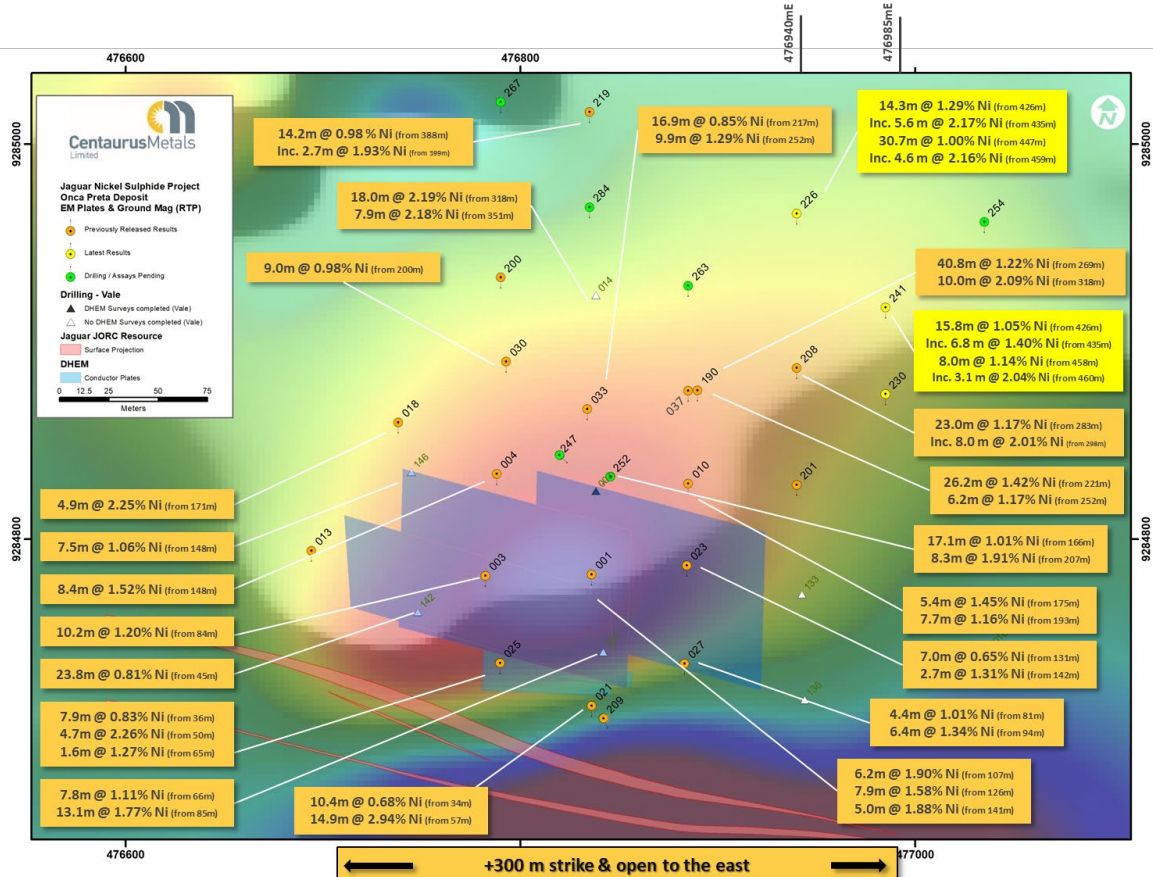 476940mE
476985mE
476600
476800
9285000
9285000
CentaurusMetals
Limited
Jaguar Nickel Sulphide Project
Onca Preta Deposit
EM Plates & Ground Mag (RTP)
Previously Released Results
Latest Results
Drilling / Assays Pending
Drilling - Vale
DHEM Surveys completed (Vale)
No DHEM Surveys completed (Vale)
Jaguar JORC Resource
Surface Projection
DHEM
Conductor Plates
0 12.5 25 50 75
Meters
N
267
219
14.2m @ 0.98 % Ni (from 388m)
Inc. 2.7m @ 1.93% Ni (from 399m)
16.9m @ 0.85% Ni (from 217m)
9.9m @ 1.29% Ni (from 252m)
14.3m @ 1.29% Ni (from 426m)
Inc. 5.6 m @ 2.17% Ni (from 435m)
30.7m @ 1.00% Ni (from 447m)
Inc. 4.6 m @ 2.16% Ni (from 459m)
18.0m @ 2.19% Ni (from 318m)
7.9m @ 2.18% Ni (from 351m)
284
226
254
9.0m @ 0.98% Ni (from 200m)
200
014
263
241
40.8m @ 1.22% Ni (from 269m)
10.0m @ 2.09% Ni (from 318m)
15.8m @ 1.05% Ni (from 426m)
Inc. 6.8 m @ 1.40% Ni (from 435m)
8.0m @ 1.14% Ni (from 458m)
Inc. 3.1 m @ 2.04% Ni (from 460m)
030
033
037
190
208
230
018
23.0m @ 1.17% Ni (from 283m)
Inc. 8.0 m @ 2.01% Ni (from 298m)
146
004
247
252
010
201
26.2m @ 1.42% Ni (from 221m)
6.2m @ 1.17% Ni (from 252m)
4.9m @ 2.25% Ni (from 171m)
7.5m @ 1.06% Ni (from 148m)
8.4m @ 1.52% Ni (from 148m)
10.2m @ 1.20% Ni (from 84m)
23.8m @ 0.81% Ni (from 45m)
17.1m @ 1.01% Ni (from 166m)
8.3m @ 1.91% Ni (from 207m)
9284800
9284800
013
003
001
023
133
142
5.4m @ 1.45% Ni (from 175m)
7.7m @ 1.16% Ni (from 193m)
7.0m @ 0.65% Ni (from 131m)
2.7m @ 1.31% Ni (from 142m)
025
027
021
209
4.4m @ 1.01% Ni (from 81m)
6.4m @ 1.34% Ni (from 94m)
7.9m @ 0.83% Ni (from 36m)
4.7m @ 2.26% Ni (from 50m)
1.6m @ 1.27% Ni (from 65m)
7.8m @ 1.11% Ni (from 66m)
13.1m @ 1.77% Ni (from 85m)
10.4m @ 0.68% Ni (from 34m)
14.9m @ 2.94% Ni (from 57m)
6.2m @ 1.90% Ni (from 107m)
7.9m @ 1.58% Ni (from 126m)
5.0m @ 1.88% Ni (from 141m)
476600
477000
+300 m strike & open to the east